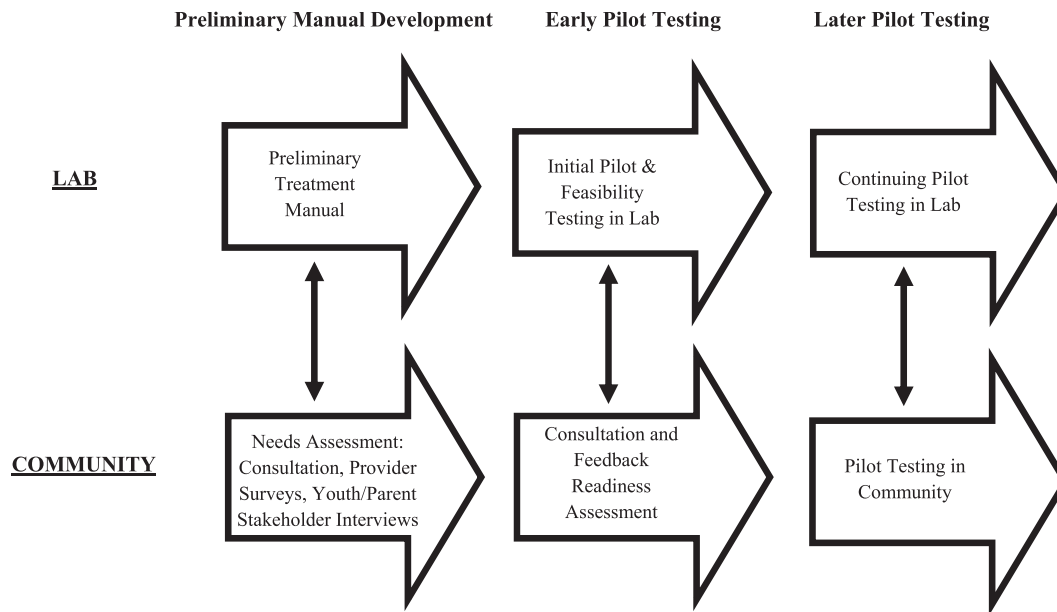 Preliminary Manual Development
Early Pilot Testing
Later Pilot Testing
LAB
Preliminary
Treatment
Manual
Initial Pilot &
Feasibility
Testing in Lab
Continuing Pilot
Testing in Lab
COMMUNITY
Needs Assessment:
Consultation, Provider
Surveys, Youth/Parent
Stakeholder Interviews
Consultation and
Feedback
Readiness
Assessment
Pilot Testing in
Community